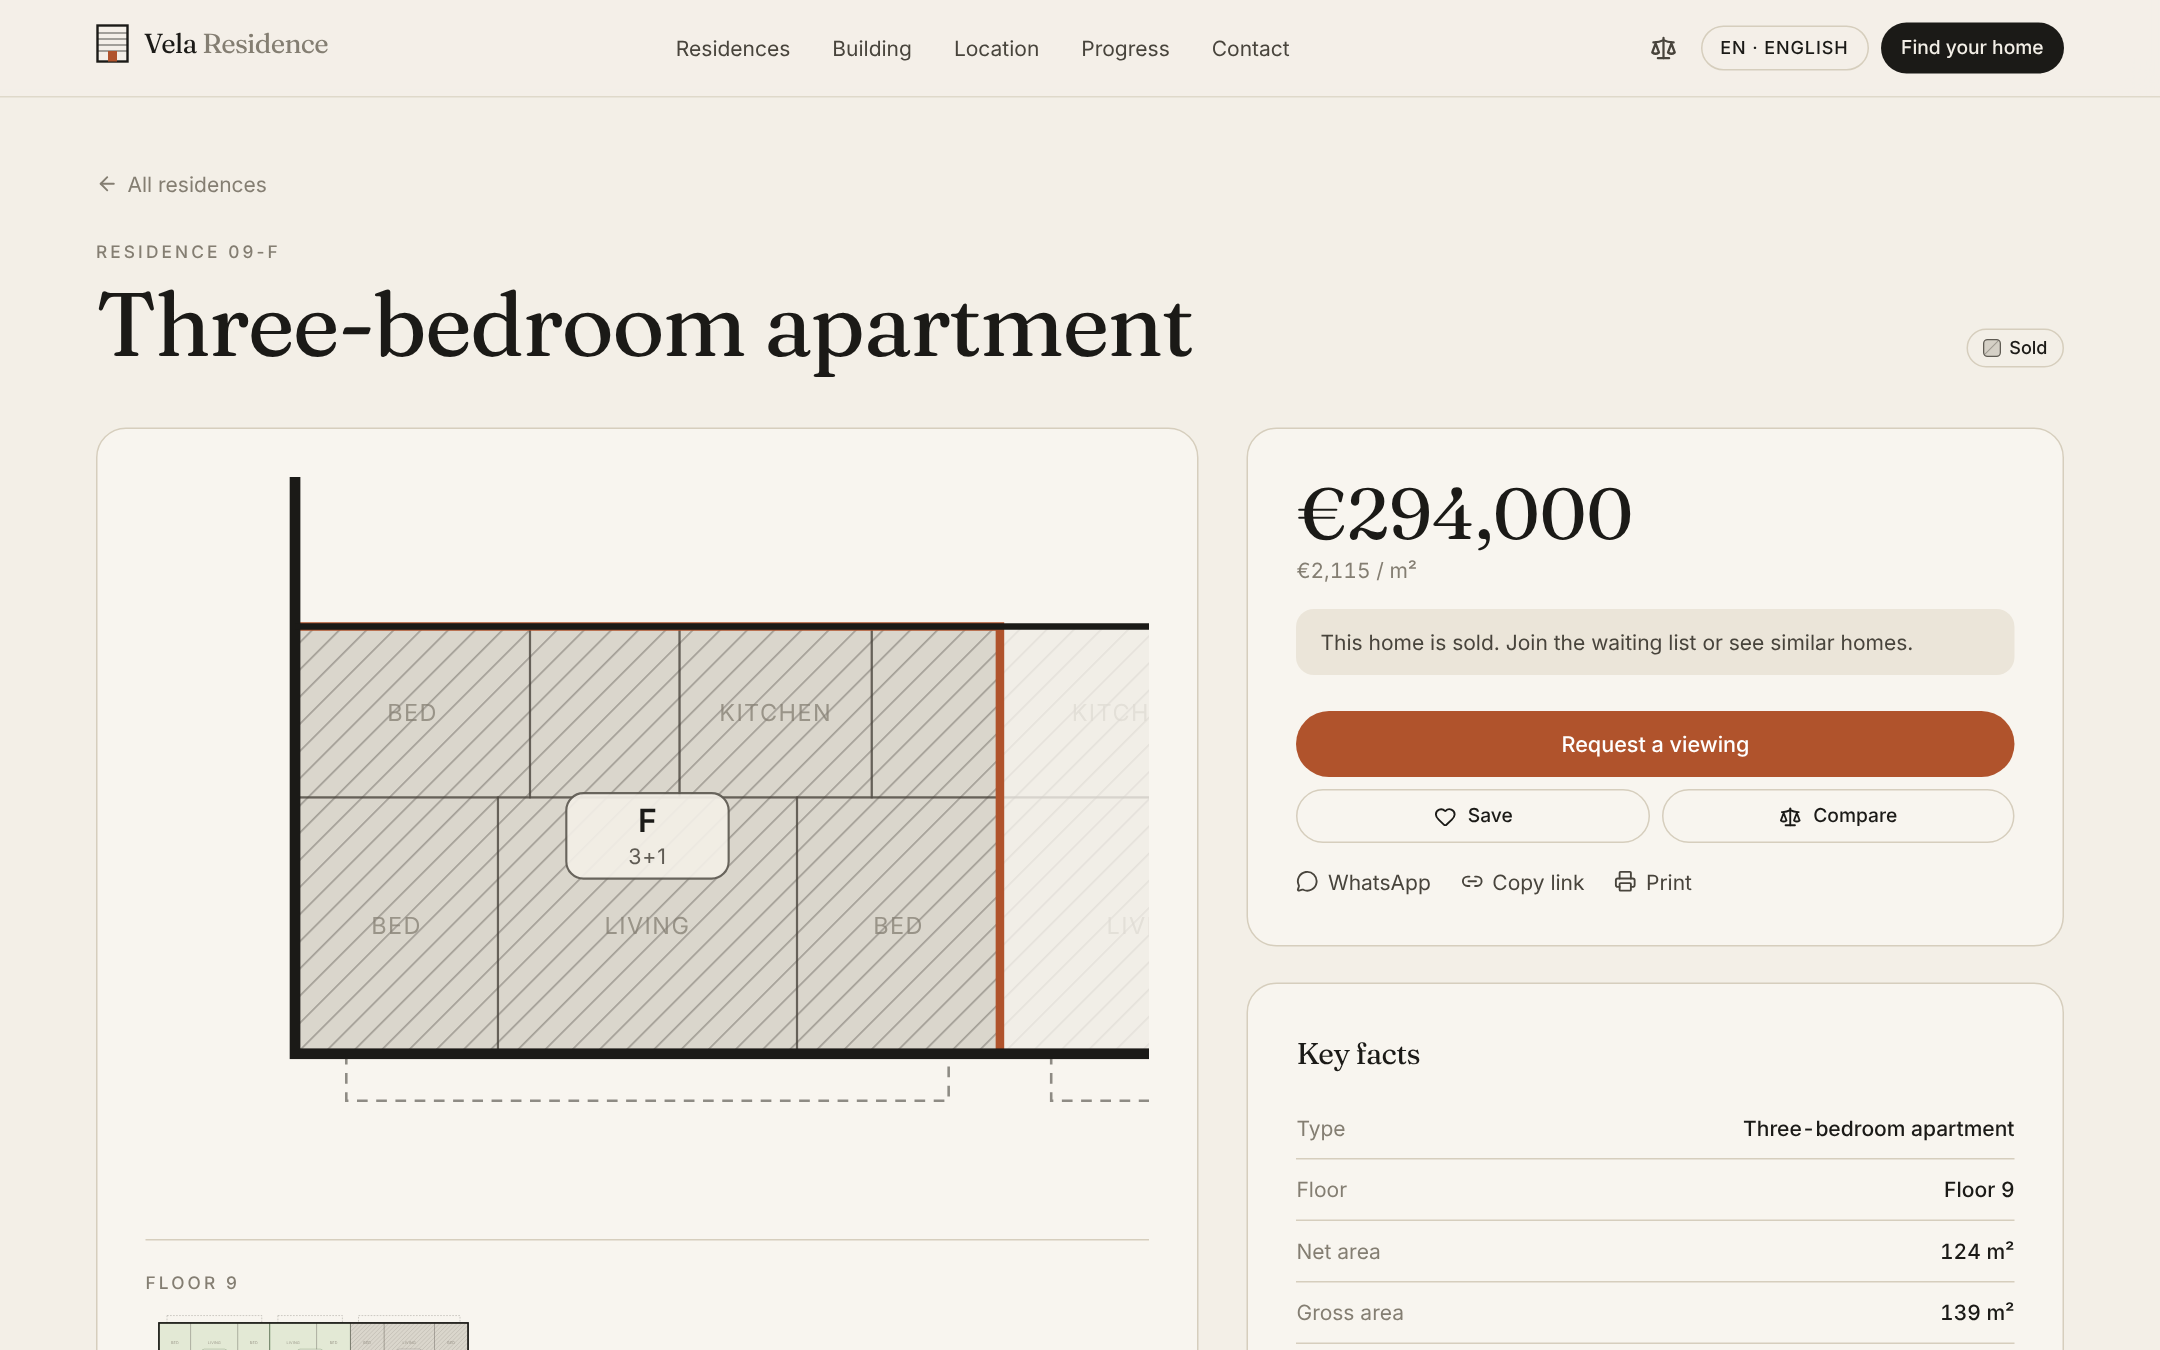 Vela Residence
Residences Building Location Progress Contact
EN · ENGLISH
Find your home
All residences
RESIDENCE 09-F
Three-bedroom apartment
Sold
BED
KITCHEN
KITCH
F
3+1
BED
LIVING
BED
LIV
FLOOR 9
€294,000
€2,115 / m²
This home is sold. Join the waiting list or see similar homes.
Request a viewing
Save
Compare
WhatsApp
Copy link
Print
Key facts
Type Three-bedroom apartment
Floor Floor 9
Net area 124 m²
Gross area 139 m²